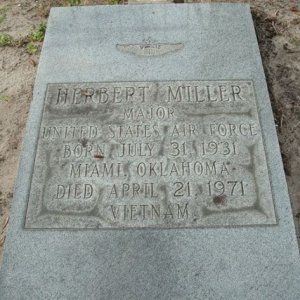 HERBERT MILLER
MAJOR
UNITED STATES AIR FORCE
BORN JULY 31 1931
MIAMI, OKLAHOMA
DIED APRIL 21, 1971
VIETNAM